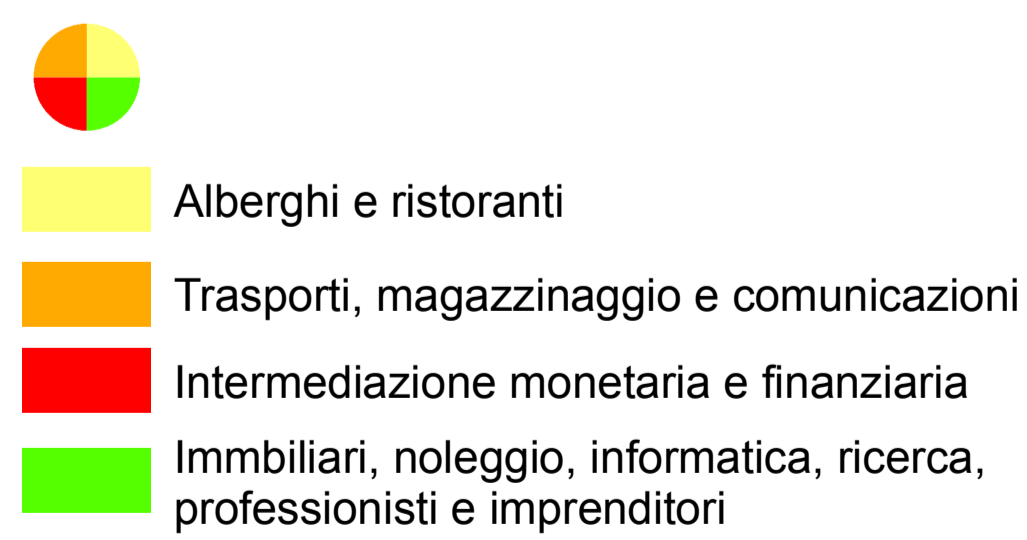 Alberghi e ristoranti
Trasporti, magazzinaggio e comunicazioni
Intermediazione monetaria e finanziaria
Immbiliari, noleggio, informatica, ricerca,
professionisti e imprenditori